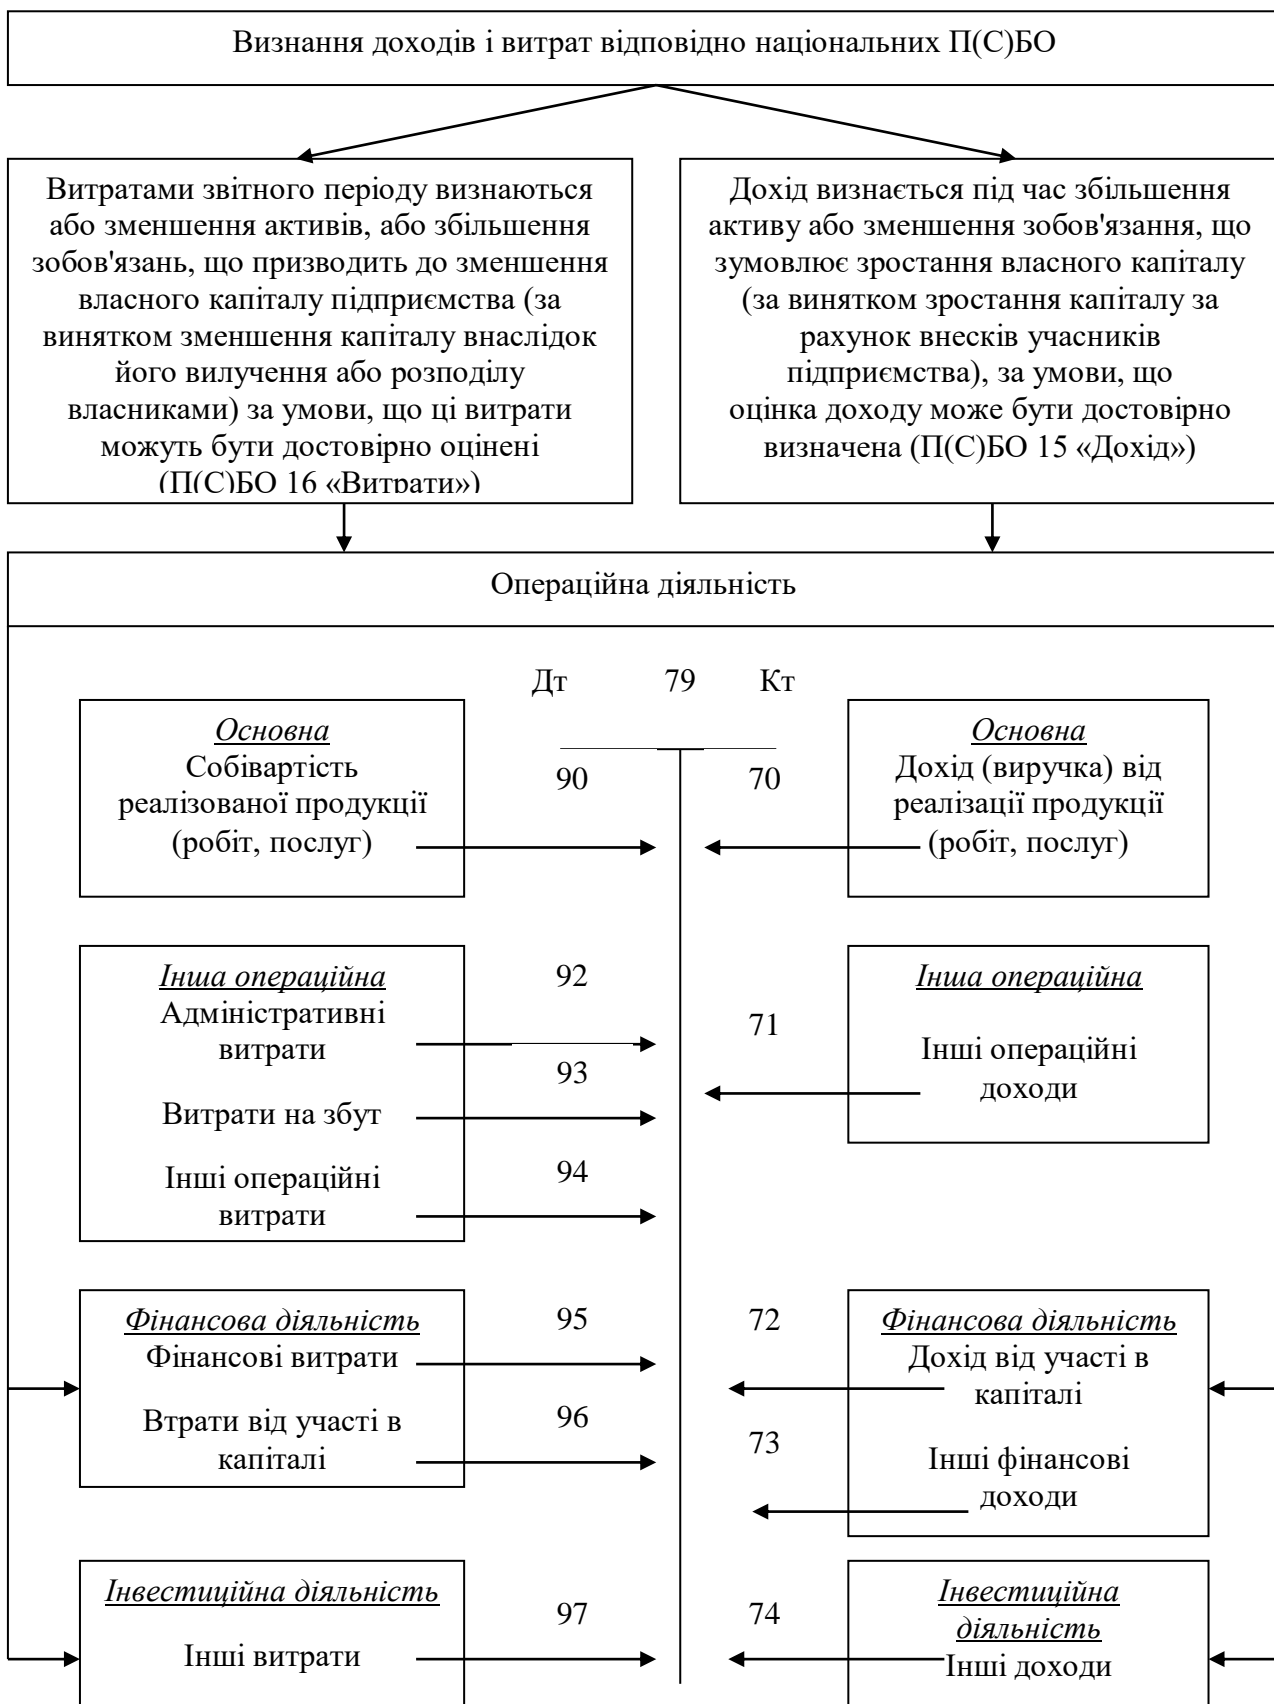 Визнання доходів і витрат відповідно національних П(С)БО
Витратами звітного періоду визнаються
або зменшення активів, або збільшення
зобов'язань, що призводить до зменшення
власного капіталу підприємства (за
винятком зменшення капіталу внаслідок
його вилучення або розподілу
власниками) за умови, що ці витрати
можуть бути достовірно оцінені
(П(С)БО 16 «Витрати»)
Дохід визнається під час збільшення
активу або зменшення зобов'язання, що
зумовлює зростання власного капіталу
(за винятком зростання капіталу за
рахунок внесків учасників
підприємства), за умови, що
оцінка доходу може бути достовірно
визначена (П(С)БО 15 «Дохід»)
Операційна діяльність
Дт 79 Кт
Основна
Собівартість
реалізованої продукції
(робіт, послуг)
90
70
Основна
Дохід (виручка) від
реалізації продукції
(робіт, послуг)
Інша операційна
Адміністративні
витрати
Витрати на збут
Інші операційні
витрати
92
93
94
71
Інша операційна
Інші операційні
доходи
Фінансова діяльність
Фінансові витрати
Втрати від участі в
капіталі
95
96
72
73
Фінансова діяльність
Дохід від участі в
капіталі
Інші фінансові
доходи
Інвестиційна діяльність
Інші витрати
97
74
Інвестиційна
діяльність
Інші доходи